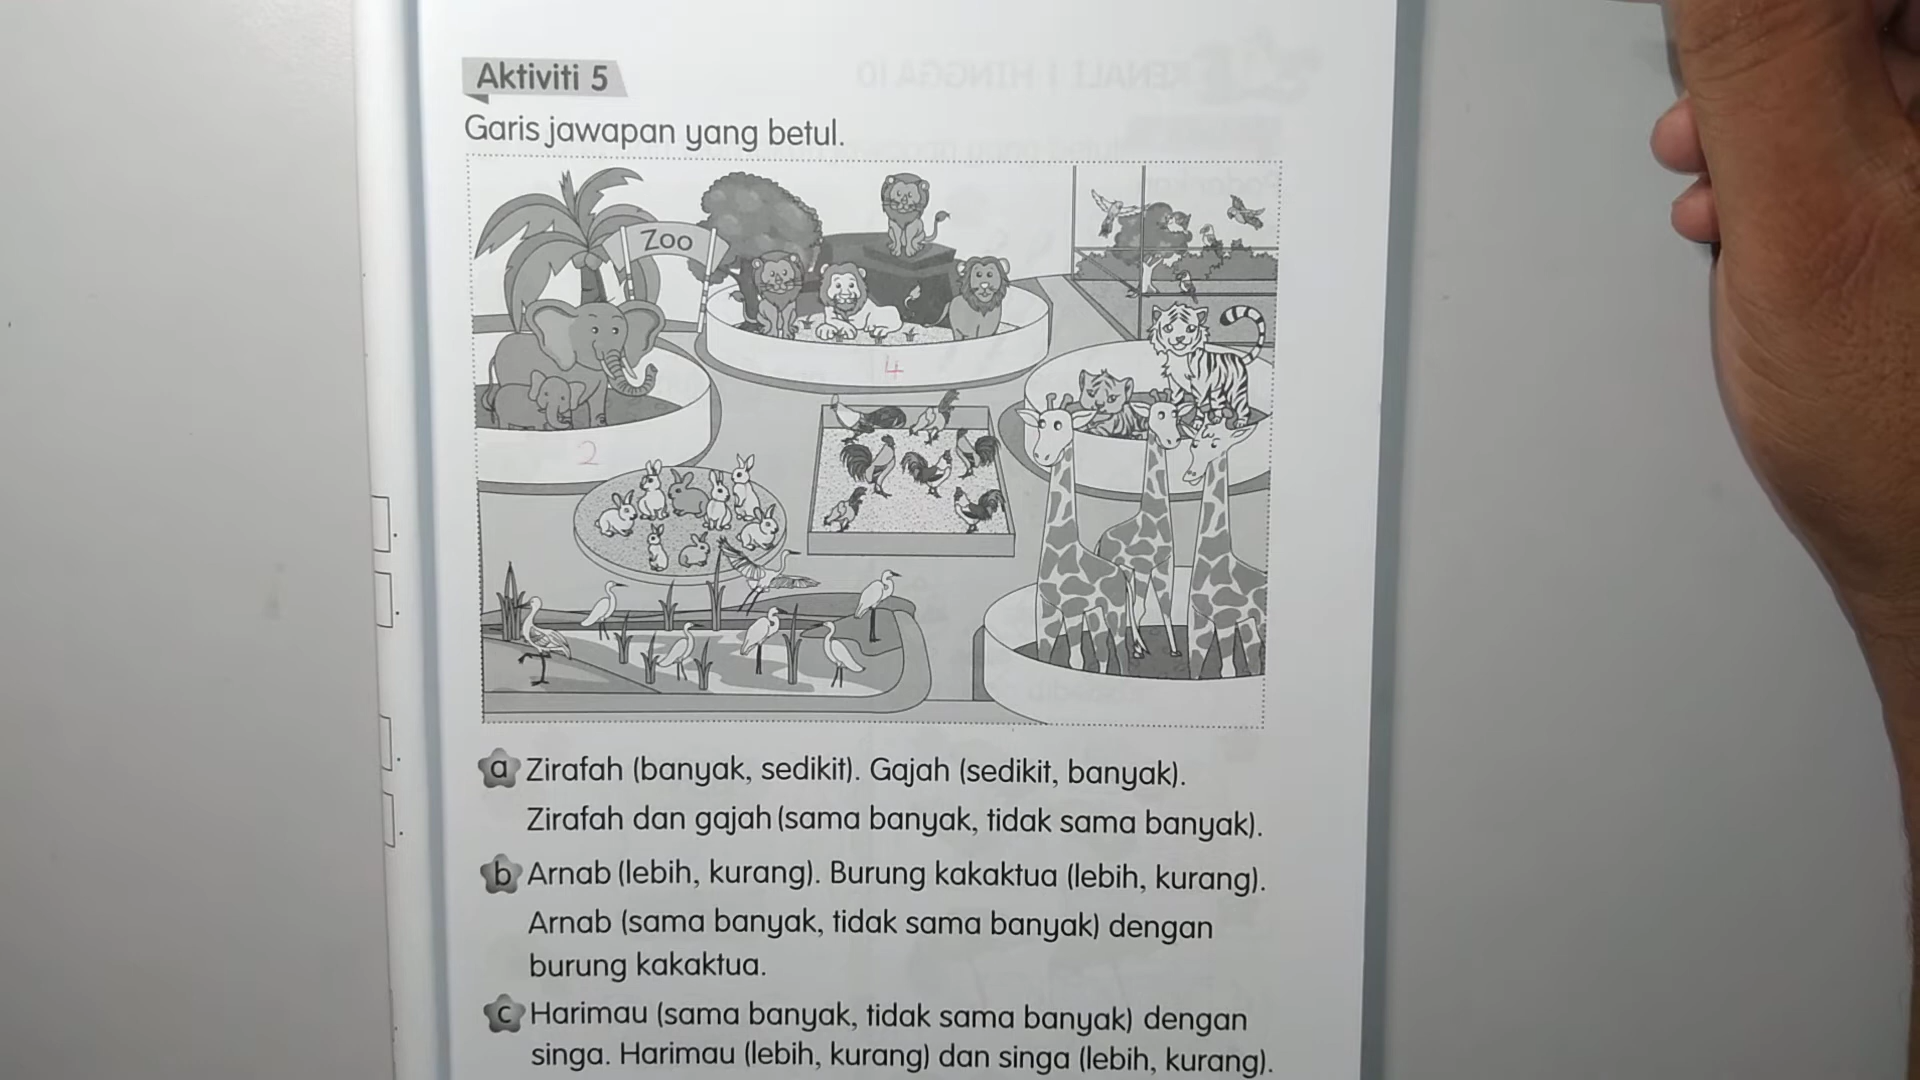 Aktiviti 5
Garis jawapan yang betul.
Zoo
4
2
a Zirafah (banyak, sedikit). Gajah (sedikit, banyak).
Zirafah dan gajah (sama banyak, tidak sama banyak).
b Arnab (lebih, kurang). Burung kakaktua (lebih, kurang).
Arnab (sama banyak, tidak sama banyak) dengan
burung kakaktua.
c Harimau (sama banyak, tidak sama banyak) dengan
singa. Harimau (lebih, kurang) dan singa (lebih, kurang).